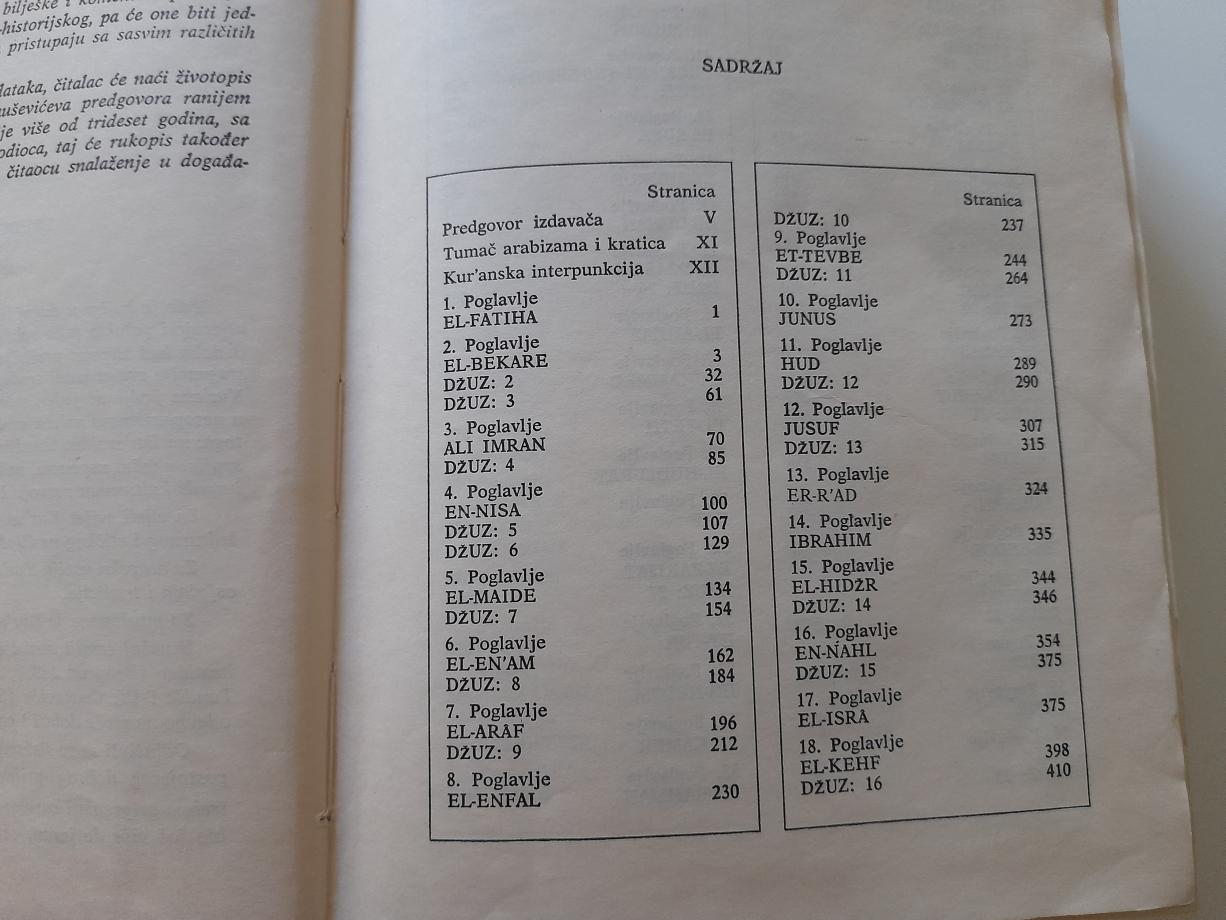 bilješke i
-historijskog, pa će one biti jed-
pristupaju sa sasvim različitih
dataka, čitalac će naći životopis
uševićeva predgovora ranijem
je više od trideset godina, sa
odioca, taj će rukopis također
čitaocu snalaženje u događa-
SADRŽAJ
Stranica
Predgovor izdavača V
Tumač arabizama i kratica XI
Kur'anska interpunkcija XII
1. Poglavlje
EL-FATIHA 1
2. Poglavlje
EL-BEKARE 3
DŽUZ: 2 32
DŽUZ: 3 61
3. Poglavlje
ALI IMRAN 70
DŽUZ: 4 85
4. Poglavlje
EN-NISA 100
DŽUZ: 5 107
DŽUZ: 6 129
5. Poglavlje
EL-MAIDE 134
DŽUZ: 7 154
6. Poglavlje
EL-EN'AM 162
DŽUZ: 8 184
7. Poglavlje
EL-ARÂF 196
DŽUZ: 9 212
8. Poglavlje
EL-ENFAL 230
Stranica
DŽUZ: 10 237
9. Poglavlje
ET-TEVBE 244
DŽUZ: 11 264
10. Poglavlje
JUNUS 273
11. Poglavlje
HUD 289
DŽUZ: 12 290
12. Poglavlje
JUSUF 307
DŽUZ: 13 315
13. Poglavlje
ER-R'AD 324
14. Poglavlje
IBRAHIM 335
15. Poglavlje
EL-HIDŽR 344
DŽUZ: 14 346
16. Poglavlje
EN-NAHL 354
DŽUZ: 15 375
17. Poglavlje
EL-ISRÂ 375
18. Poglavlje
EL-KEHF 398
DŽUZ: 16 410